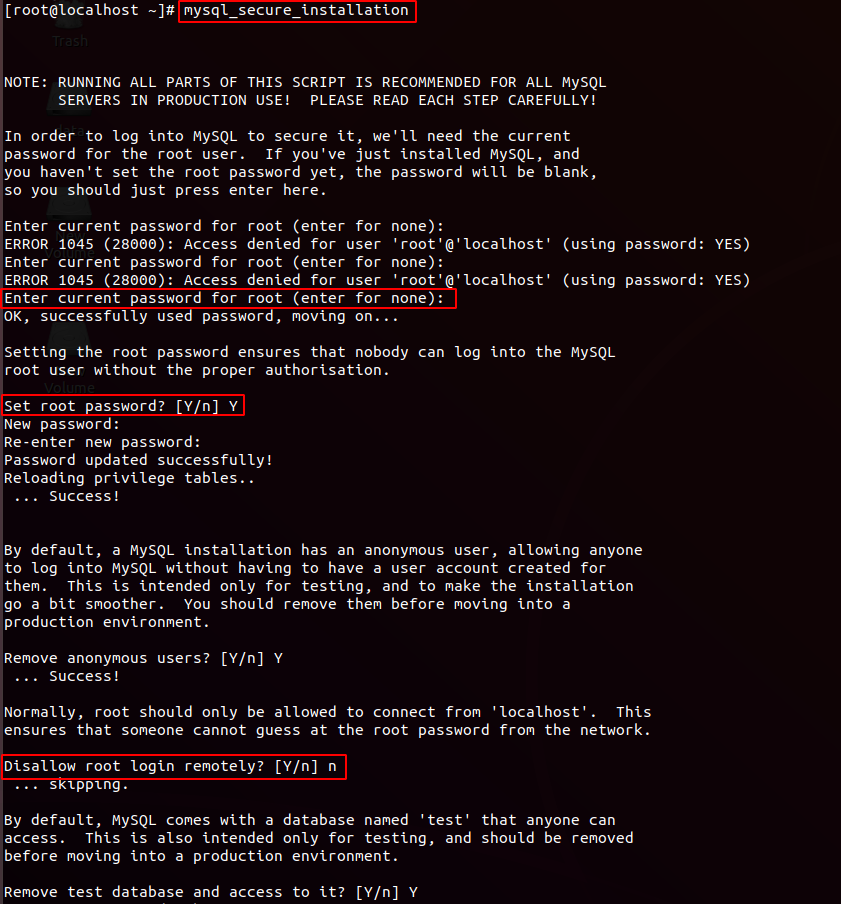 [root@localhost ~]# mysql_secure_installation
Trash
NOTE: RUNNING ALL PARTS OF THIS SCRIPT IS RECOMMENDED FOR ALL MySQL
      SERVERS IN PRODUCTION USE!  PLEASE READ EACH STEP CAREFULLY!
In order to log into MySQL to secure it, we'll need the current
password for the root user.  If you've just installed MySQL, and
you haven't set the root password yet, the password will be blank,
so you should just press enter here.
Enter current password for root (enter for none):
ERROR 1045 (28000): Access denied for user 'root'@'localhost' (using password: YES)
Enter current password for root (enter for none):
ERROR 1045 (28000): Access denied for user 'root'@'localhost' (using password: YES)
Enter current password for root (enter for none):
OK, successfully used password, moving on...
Setting the root password ensures that nobody can log into the MySQL
root user without the proper authorisation.
Volume
Set root password? [Y/n] Y
New password:
Re-enter new password:
Password updated successfully!
Reloading privilege tables..
 ... Success!
By default, a MySQL installation has an anonymous user, allowing anyone
to log into MySQL without having to have a user account created for
them.  This is intended only for testing, and to make the installation
go a bit smoother.  You should remove them before moving into a
production environment.
Remove anonymous users? [Y/n] Y
 ... Success!
Normally, root should only be allowed to connect from 'localhost'.  This
ensures that someone cannot guess at the root password from the network.
Disallow root login remotely? [Y/n] n
 ... skipping.
By default, MySQL comes with a database named 'test' that anyone can
access.  This is also intended only for testing, and should be removed
before moving into a production environment.
Remove test database and access to it? [Y/n] Y